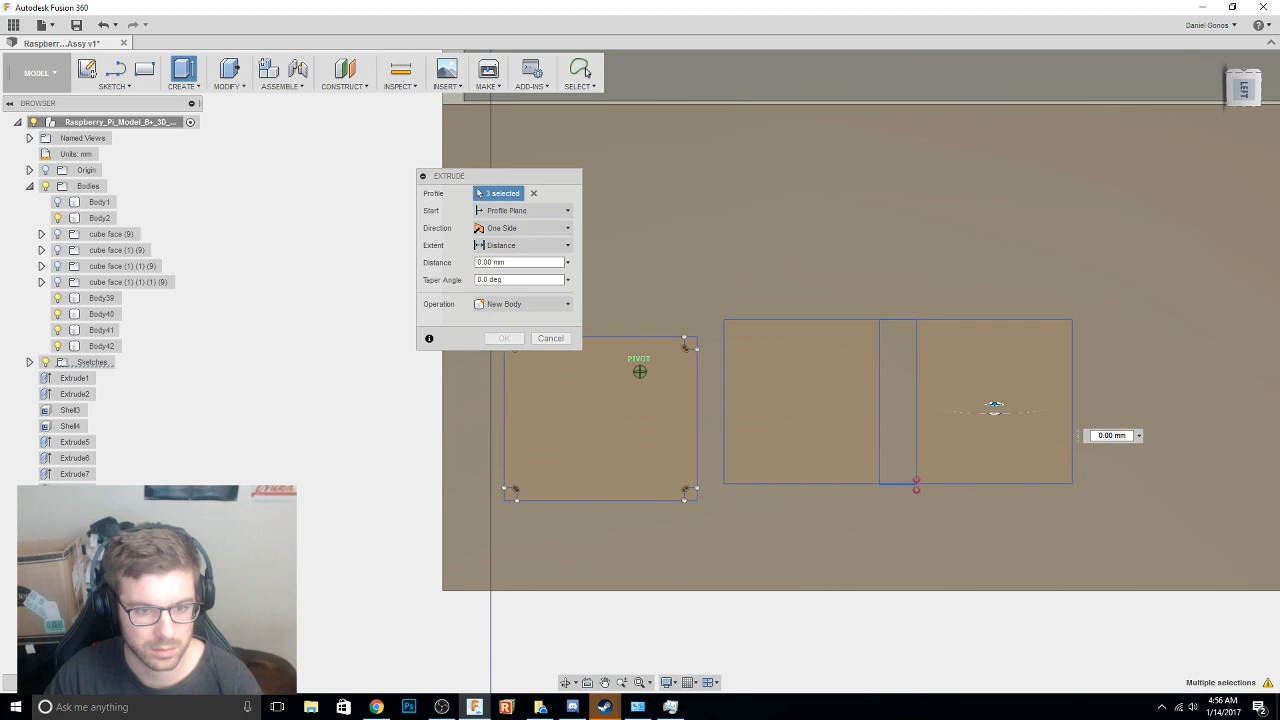 Autodesk Fusion 360
Daniel Gonos
Raspberr...Assy v1*
MODEL
SKETCH
CREATE
MODIFY
ASSEMBLE
CONSTRUCT
INSPECT
INSERT
MAKE
ADD-INS
SELECT
LEFT
BROWSER
Raspberry_Pi_Model_B+_3D_...
Named Views
Units: mm
Origin
Bodies
Body1
Body2
cube face (9)
cube face (1) (9)
cube face (1) (1) (9)
cube face (1) (1) (1) (9)
Body39
Body40
Body41
Body42
Sketches
Extrude1
Extrude2
Shell3
Shell4
Extrude5
Extrude6
Extrude7
EXTRUDE
Profile 3 selected
Start Profile Plane
Direction One Side
Extent Distance
Distance 0.00 mm
Taper Angle 0.0 deg
Operation New Body
OK Cancel
PIVOT
0.00 mm
Multiple selections
Ask me anything
4:56 AM
1/14/2017